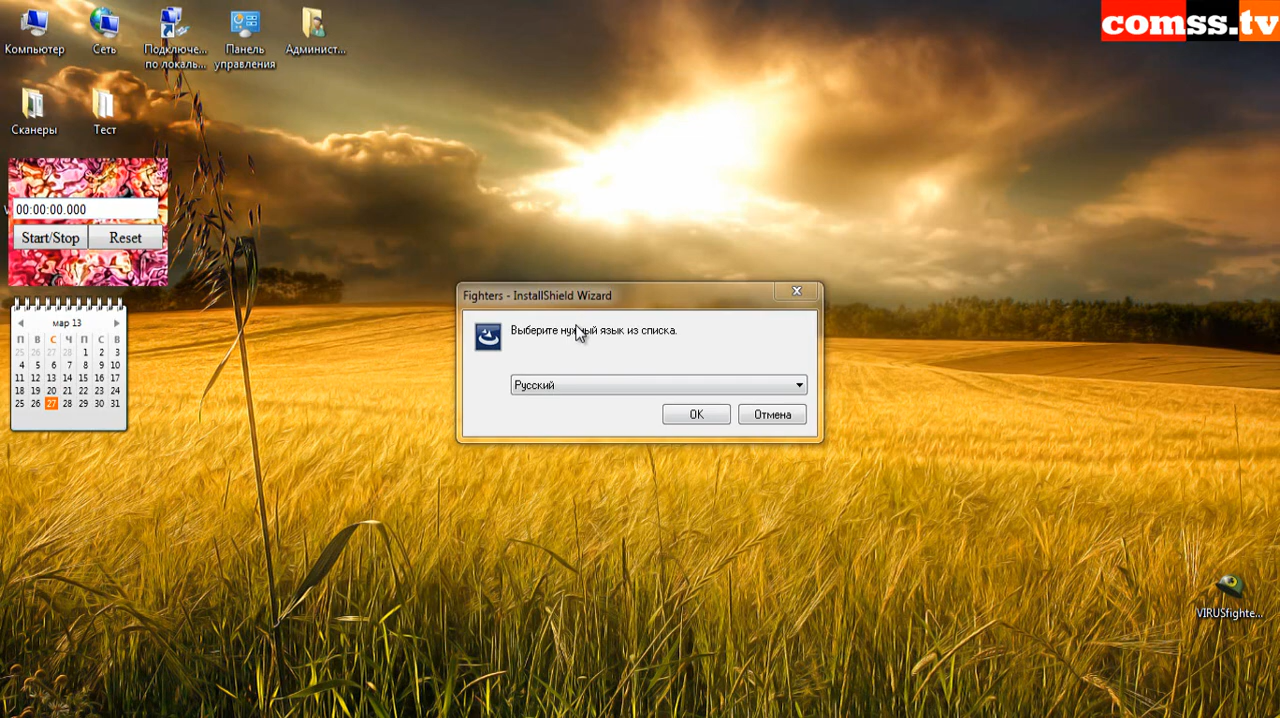 comss.tv
Компьютер
Сеть
Подключе...
по локаль...
Панель
управления
Админист...
Сканеры
Тест
00:00:00.000
Start/Stop
Reset
мар 13
П В С Ч П С В
25 26 27 28 1 2 3
4 5 6 7 8 9 10
11 12 13 14 15 16 17
18 19 20 21 22 23 24
25 26 27 28 29 30 31
Fighters - InstallShield Wizard
Выберите нужный язык из списка.
Русский
OK
Отмена
VIRUSfighte...